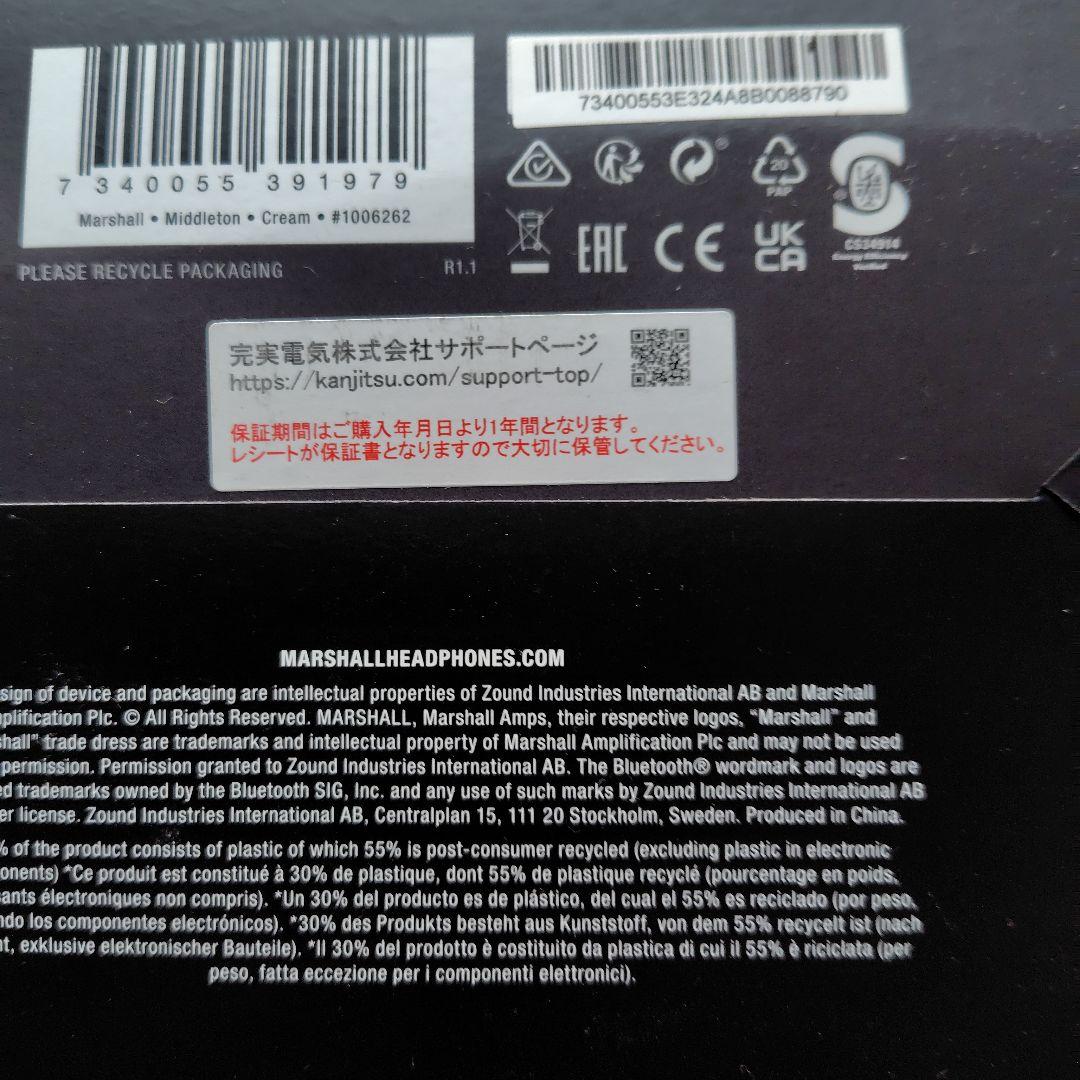 7 340055 391979
Marshall • Middleton • Cream • #1006262
73400553E324A8B0088790
20
PAP
CS34914
Energy Efficiency
Verified
EAC CE UK
CA
PLEASE RECYCLE PACKAGING R1.1
完実電気株式会社サポートページ
https://kanjitsu.com/support-top/
保証期間はご購入年月日より1年間となります。
レシートが保証書となりますので大切に保管してください。
MARSHALLHEADPHONES.COM
sign of device and packaging are intellectual properties of Zound Industries International AB and Marshall
plification Plc. © All Rights Reserved. MARSHALL, Marshall Amps, their respective logos, “Marshall” and
shall” trade dress are trademarks and intellectual property of Marshall Amplification Plc and may not be used
permission. Permission granted to Zound Industries International AB. The Bluetooth® wordmark and logos are
ed trademarks owned by the Bluetooth SIG, Inc. and any use of such marks by Zound Industries International AB
er license. Zound Industries International AB, Centralplan 15, 111 20 Stockholm, Sweden. Produced in China.
% of the product consists of plastic of which 55% is post-consumer recycled (excluding plastic in electronic
onents) *Ce produit est constitué à 30% de plastique, dont 55% de plastique recyclé (pourcentage en poids,
sants électroniques non compris). *Un 30% del producto es de plástico, del cual el 55% es reciclado (por peso,
ndo los componentes electrónicos). *30% des Produkts besteht aus Kunststoff, von dem 55% recycelt ist (nach
nt, exklusive elektronischer Bauteile). *Il 30% del prodotto è costituito da plastica di cui il 55% è riciclata (per
peso, fatta eccezione per i componenti elettronici).